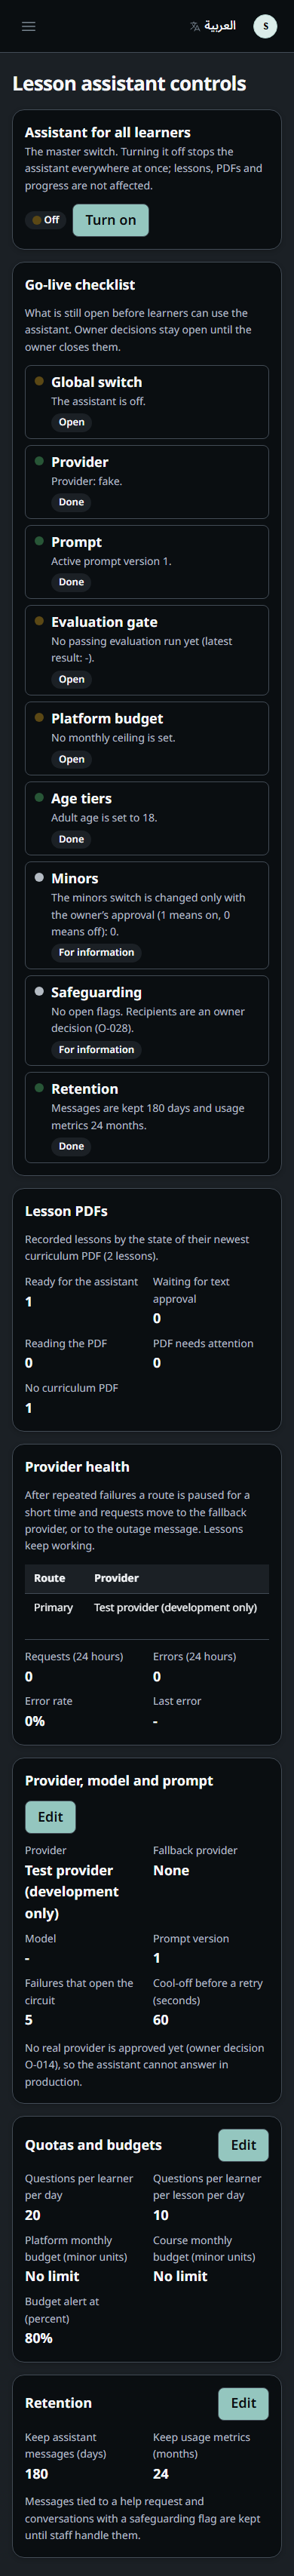 العربية
S
Lesson assistant controls
Assistant for all learners
The master switch. Turning it off stops the
assistant everywhere at once; lessons, PDFs and
progress are not affected.
Off
Turn on
Go-live checklist
What is still open before learners can use the
assistant. Owner decisions stay open until the
owner closes them.
Global switch
The assistant is off.
Open
Provider
Provider: fake.
Done
Prompt
Active prompt version 1.
Done
Evaluation gate
No passing evaluation run yet (latest
result: -).
Open
Platform budget
No monthly ceiling is set.
Open
Age tiers
Adult age is set to 18.
Done
Minors
The minors switch is changed only with
the owner's approval (1 means on, 0
means off): 0.
For information
Safeguarding
No open flags. Recipients are an owner
decision (O-028).
For information
Retention
Messages are kept 180 days and usage
metrics 24 months.
Done
Lesson PDFs
Recorded lessons by the state of their newest
curriculum PDF (2 lessons).
Ready for the assistant
1
Waiting for text
approval
0
Reading the PDF
0
PDF needs attention
0
No curriculum PDF
1
Provider health
After repeated failures a route is paused for a
short time and requests move to the fallback
provider, or to the outage message. Lessons
keep working.
Route Provider
Primary Test provider (development only)
Requests (24 hours)
0
Errors (24 hours)
0
Error rate
0%
Last error
-
Provider, model and prompt
Edit
Provider
Test provider
(development
only)
Fallback provider
None
Model
-
Prompt version
1
Failures that open the
circuit
5
Cool-off before a retry
(seconds)
60
No real provider is approved yet (owner decision
O-014), so the assistant cannot answer in
production.
Quotas and budgets
Edit
Questions per learner
per day
20
Questions per learner
per lesson per day
10
Platform monthly
budget (minor units)
No limit
Course monthly
budget (minor units)
No limit
Budget alert at
(percent)
80%
Retention
Edit
Keep assistant
messages (days)
180
Keep usage metrics
(months)
24
Messages tied to a help request and
conversations with a safeguarding flag are kept
until staff handle them.